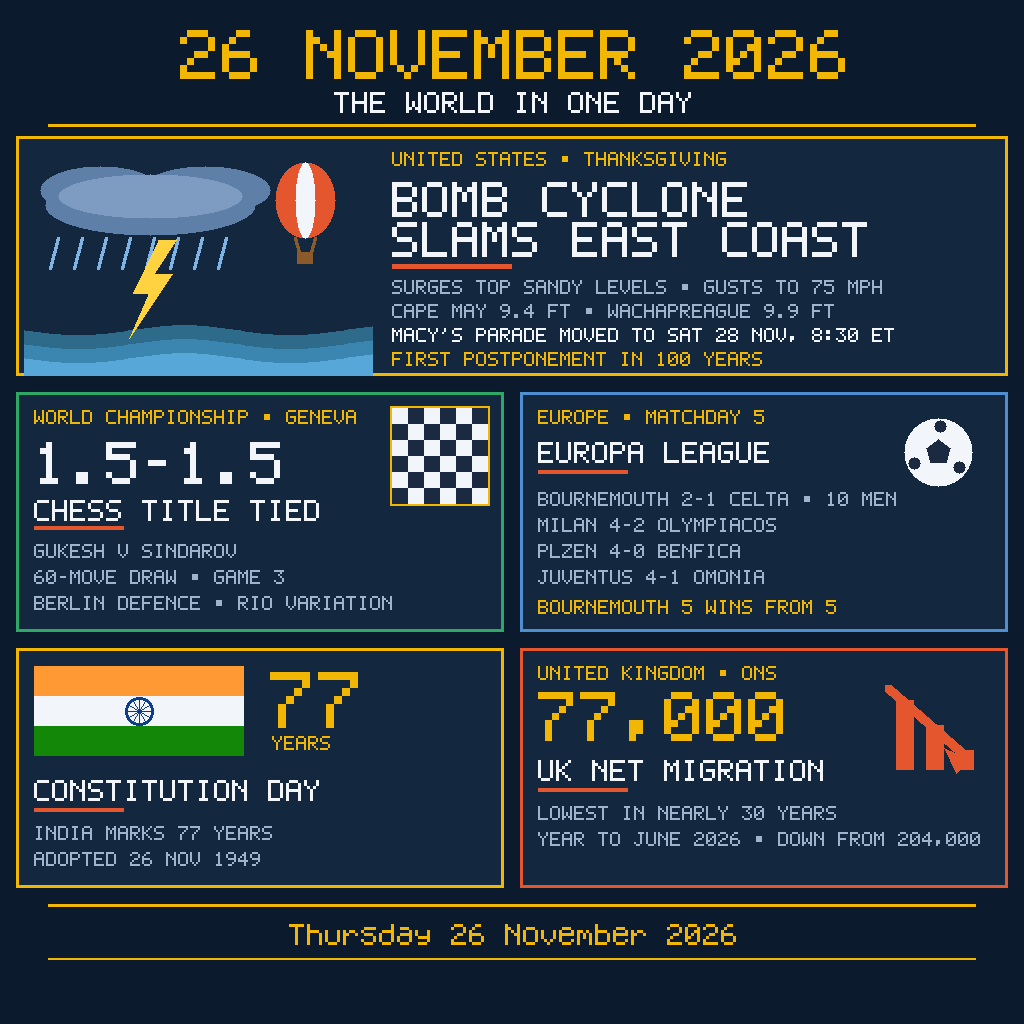 26 NOVEMBER 2026
THE WORLD IN ONE DAY
UNITED STATES ▪ THANKSGIVING
BOMB CYCLONE
SLAMS EAST COAST
SURGES TOP SANDY LEVELS ▪ GUSTS TO 75 MPH
CAPE MAY 9.4 FT ▪ WACHAPREAGUE 9.9 FT
MACY'S PARADE MOVED TO SAT 28 NOV, 8:30 ET
FIRST POSTPONEMENT IN 100 YEARS
WORLD CHAMPIONSHIP ▪ GENEVA
1.5-1.5
CHESS TITLE TIED
GUKESH V SINDAROV
60-MOVE DRAW ▪ GAME 3
BERLIN DEFENCE ▪ RIO VARIATION
EUROPE ▪ MATCHDAY 5
EUROPA LEAGUE
BOURNEMOUTH 2-1 CELTA ▪ 10 MEN
MILAN 4-2 OLYMPIACOS
PLZEN 4-0 BENFICA
JUVENTUS 4-1 OMONIA
BOURNEMOUTH 5 WINS FROM 5
77
YEARS
CONSTITUTION DAY
INDIA MARKS 77 YEARS
ADOPTED 26 NOV 1949
UNITED KINGDOM ▪ ONS
77,000
UK NET MIGRATION
LOWEST IN NEARLY 30 YEARS
YEAR TO JUNE 2026 ▪ DOWN FROM 204,000
Thursday 26 November 2026